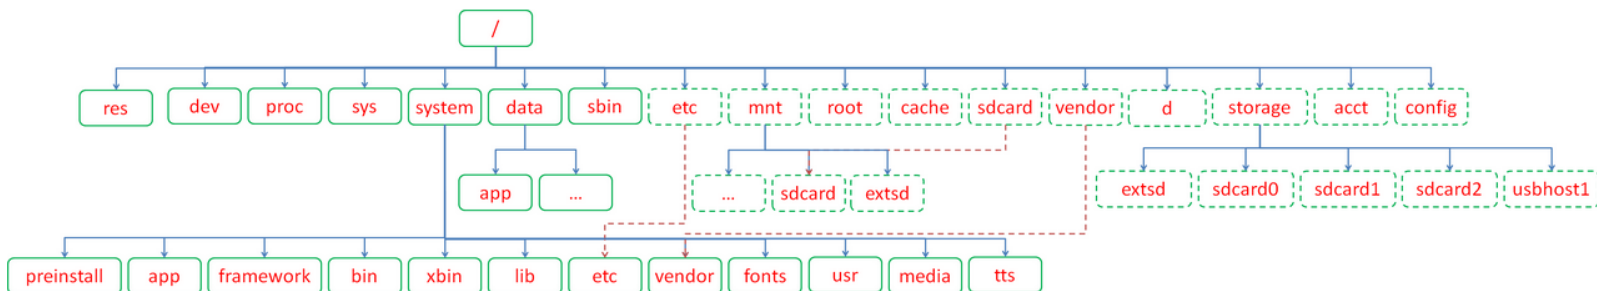 /
res dev proc sys system data sbin etc mnt root cache sdcard vendor d storage acct config
app ... ... sdcard extsd extsd sdcard0 sdcard1 sdcard2 usbhost1
preinstall app framework bin xbin lib etc vendor fonts usr media tts